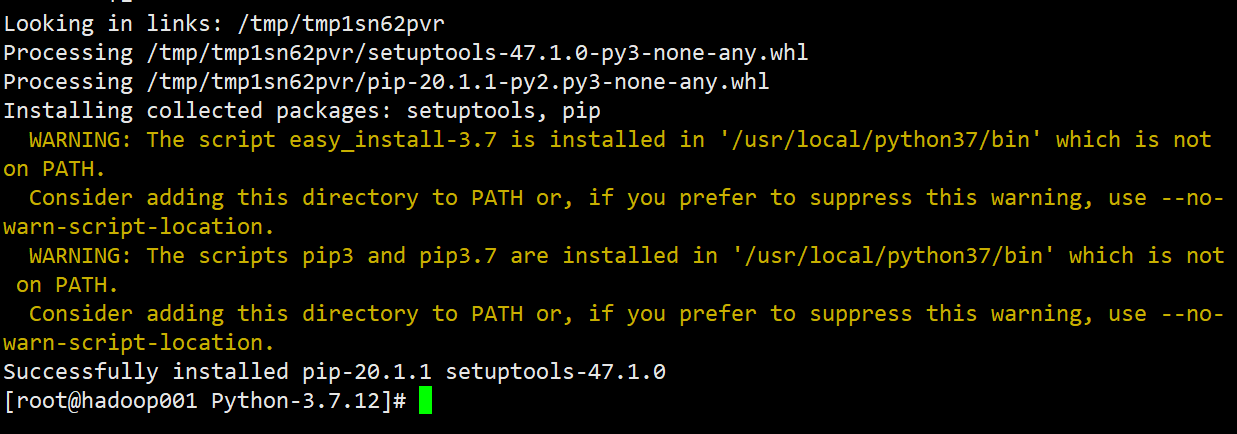 Looking in links: /tmp/tmp1sn62pvr
Processing /tmp/tmp1sn62pvr/setuptools-47.1.0-py3-none-any.whl
Processing /tmp/tmp1sn62pvr/pip-20.1.1-py2.py3-none-any.whl
Installing collected packages: setuptools, pip
  WARNING: The script easy_install-3.7 is installed in '/usr/local/python37/bin' which is not
on PATH.
  Consider adding this directory to PATH or, if you prefer to suppress this warning, use --no-
warn-script-location.
  WARNING: The scripts pip3 and pip3.7 are installed in '/usr/local/python37/bin' which is not
 on PATH.
  Consider adding this directory to PATH or, if you prefer to suppress this warning, use --no-
warn-script-location.
Successfully installed pip-20.1.1 setuptools-47.1.0
[root@hadoop001 Python-3.7.12]#